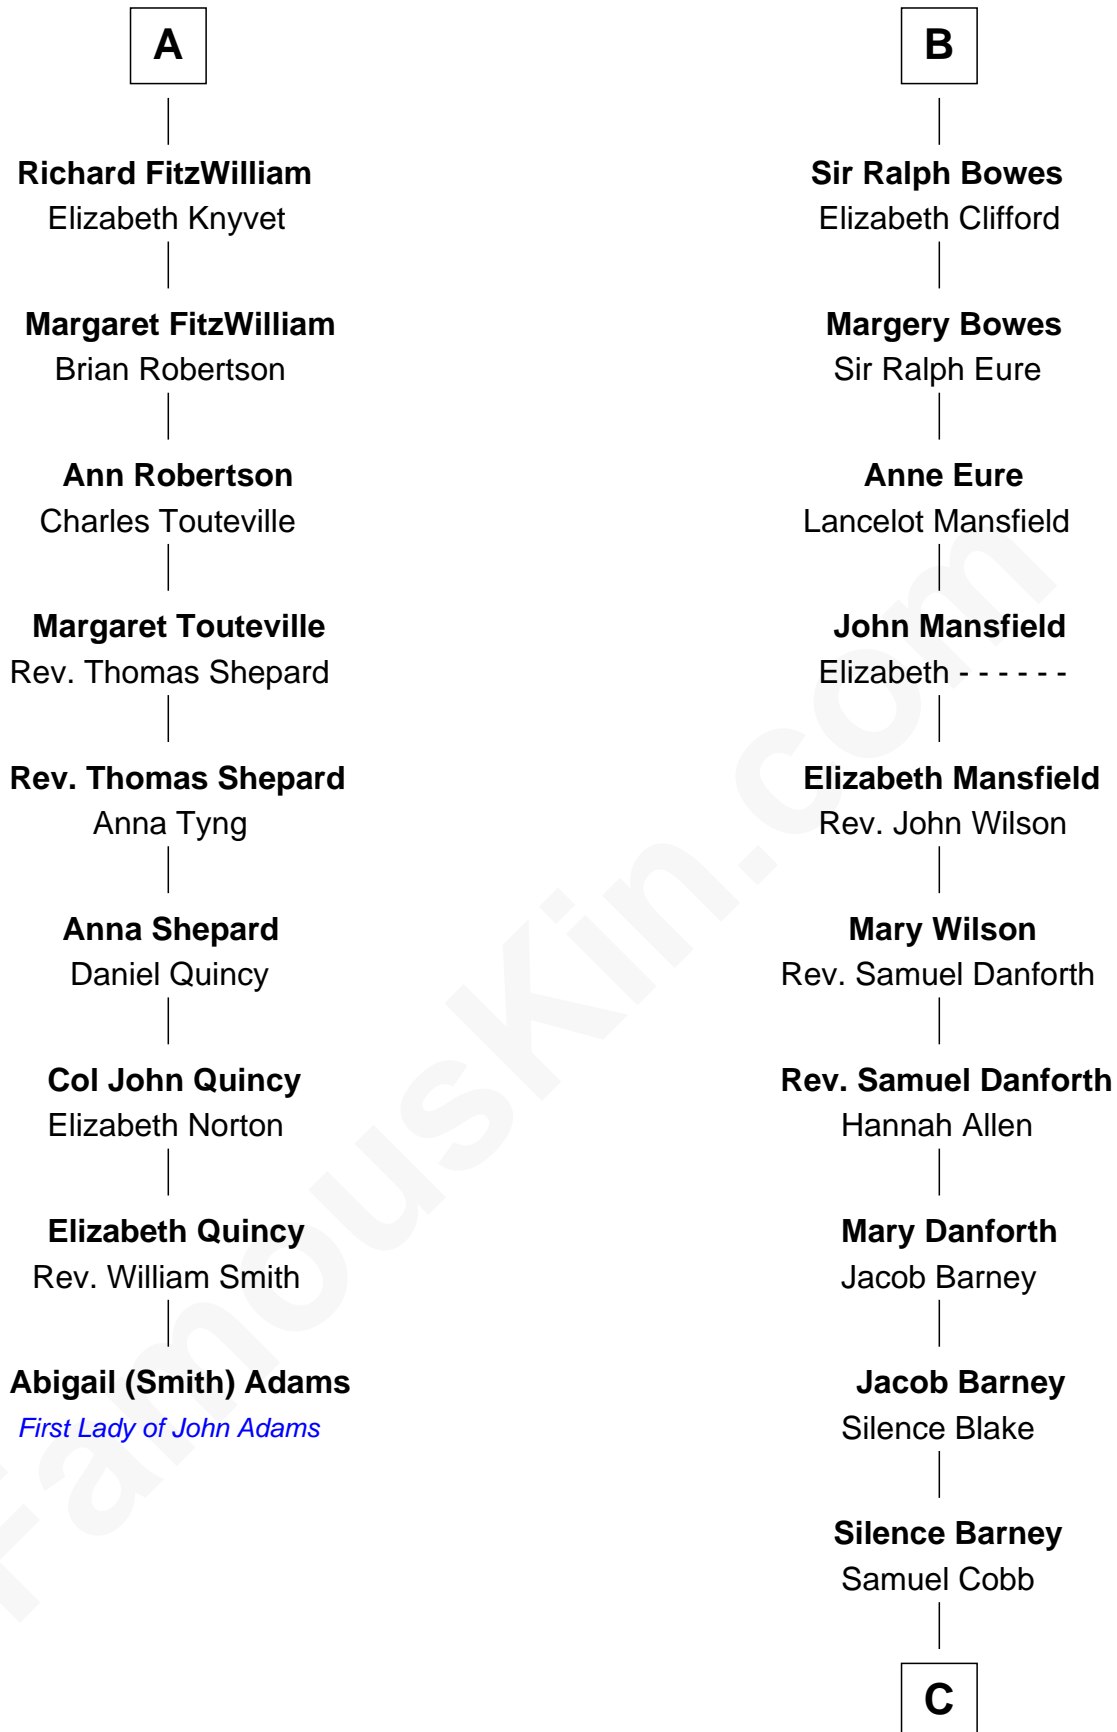 A
Richard FitzWilliam
Elizabeth Knyvet
Margaret FitzWilliam
Brian Robertson
Ann Robertson
Charles Touteville
Margaret Touteville
Rev. Thomas Shepard
Rev. Thomas Shepard
Anna Tyng
Anna Shepard
Daniel Quincy
Col John Quincy
Elizabeth Norton
Elizabeth Quincy
Rev. William Smith
Abigail (Smith) Adams
First Lady of John Adams
B
Sir Ralph Bowes
Elizabeth Clifford
Margery Bowes
Sir Ralph Eure
Anne Eure
Lancelot Mansfield
John Mansfield
Elizabeth - - - - - -
Elizabeth Mansfield
Rev. John Wilson
Mary Wilson
Rev. Samuel Danforth
Rev. Samuel Danforth
Hannah Allen
Mary Danforth
Jacob Barney
Jacob Barney
Silence Blake
Silence Barney
Samuel Cobb
C
FamousKin.com